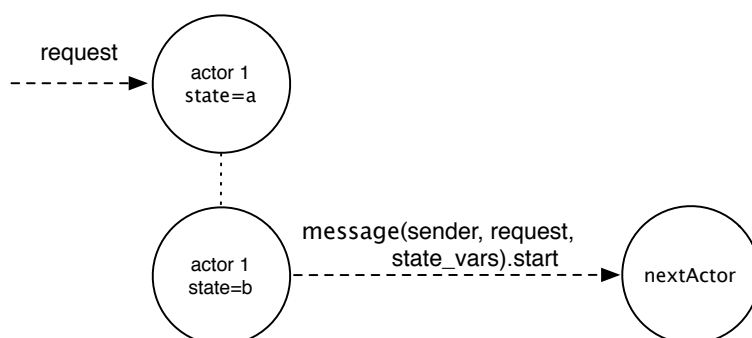 request
actor 1
state=a
message(sender, request,
state_vars).start
actor 1
state=b
nextActor